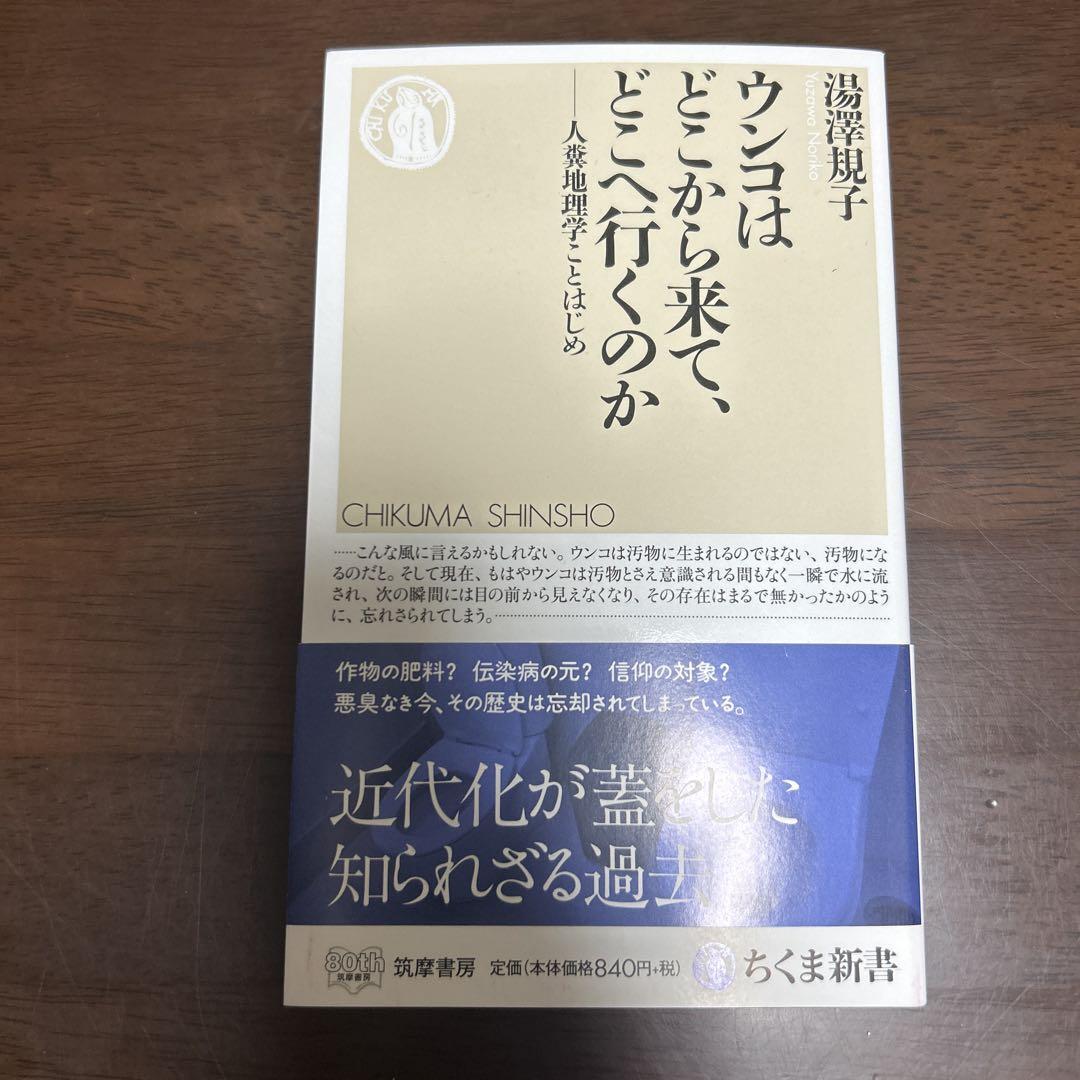 湯澤規子
Yuzawa Noriko
ウンコは
どこから来て、
どこへ行くのか
──人糞地理学ことはじめ
CHIKUMA
CHIKUMA SHINSHO
……こんな風に言えるかもしれない。ウンコは汚物に生まれるのではない、汚物にな
るのだと。そして現在、もはやウンコは汚物とさえ意識される間もなく一瞬で水に流
され、次の瞬間には目の前から見えなくなり、その存在はまるで無かったかのよう
に、忘れさられてしまう。……………………………………
作物の肥料? 伝染病の元? 信仰の対象?
悪臭なき今、その歴史は忘却されてしまっている。
近代化が蓋をした
知られざる過去
80th
筑摩書房
筑摩書房 定価(本体価格840円+税)
ちくま新書